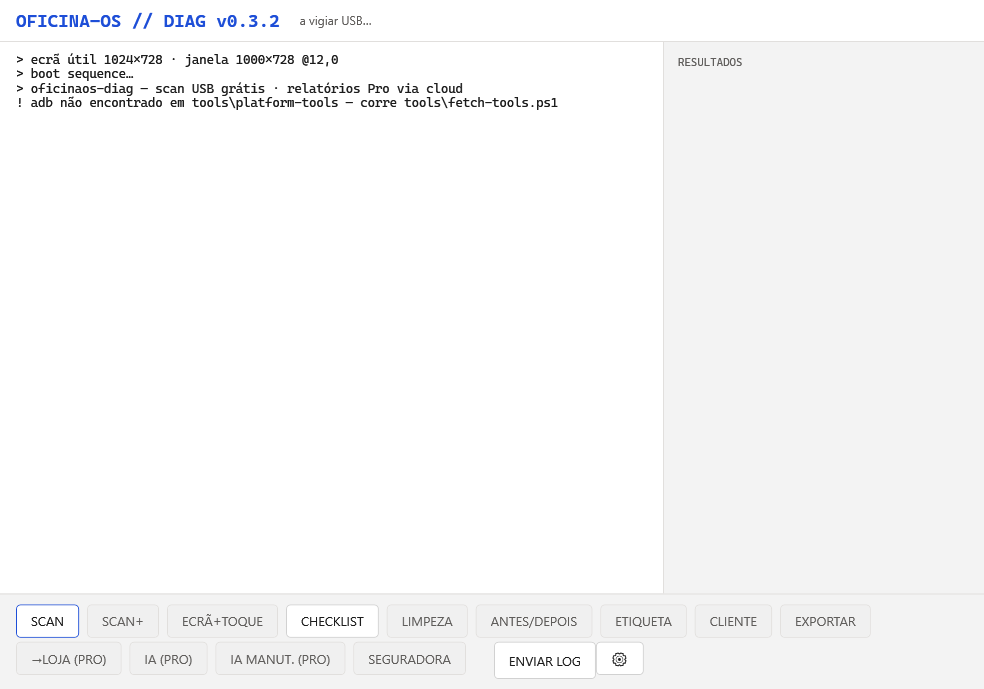 OFICINA-OS // DIAG v0.3.2 a vigiar USB...
> ecrã útil 1024×728 · janela 1000×728 @12,0
> boot sequence…
> oficinaos-diag — scan USB grátis · relatórios Pro via cloud
! adb não encontrado em tools\platform-tools — corre tools\fetch-tools.ps1
RESULTADOS
SCAN SCAN+ ECRÃ+TOQUE CHECKLIST LIMPEZA ANTES/DEPOIS ETIQUETA CLIENTE EXPORTAR
→LOJA (PRO) IA (PRO) IA MANUT. (PRO) SEGURADORA ENVIAR LOG